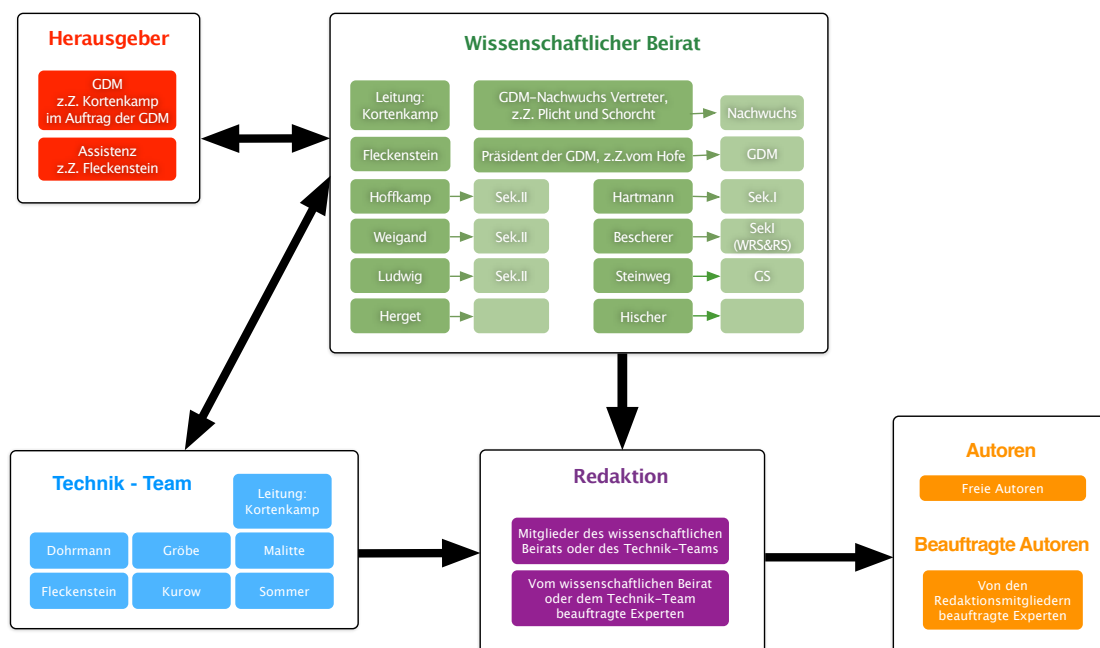 Herausgeber
GDM
z.Z. Kortenkamp
im Auftrag der GDM
Assistenz
z.Z. Fleckenstein
Wissenschaftlicher Beirat
Leitung:
Kortenkamp
GDM-Nachwuchs Vertreter,
z.Z. Plicht und Schorcht
Nachwuchs
Fleckenstein
Präsident der GDM, z.Z.vom Hofe
GDM
Hoffkamp
Sek.II
Hartmann
Sek.I
Weigand
Sek.II
Bescherer
SekI
(WRS&RS)
Ludwig
Sek.II
Steinweg
GS
Herget
Hischer
Technik - Team
Leitung:
Kortenkamp
Dohrmann
Gröbe
Malitte
Fleckenstein
Kurow
Sommer
Redaktion
Mitglieder des wissenschaftlichen
Beirats oder des Technik-Teams
Vom wissenschaftlichen Beirat
oder dem Technik-Team
beauftragte Experten
Autoren
Freie Autoren
Beauftragte Autoren
Von den
Redaktionsmitgliedern
beauftragte Experten